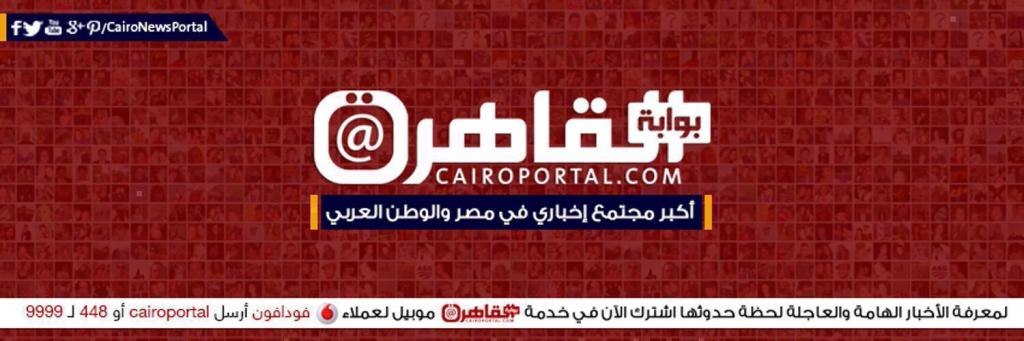 /CairoNewsPortal
بوابة القاهرة
CAIROPORTAL.COM
أكبر مجتمع إخباري في مصر والوطن العربي
لمعرفة الأخبار الهامة والعاجلة لحظة حدوثها اشترك الآن في خدمة القاهرة موبيل لعملاء فودافون أرسل cairoportal أو 448 لـ 9999